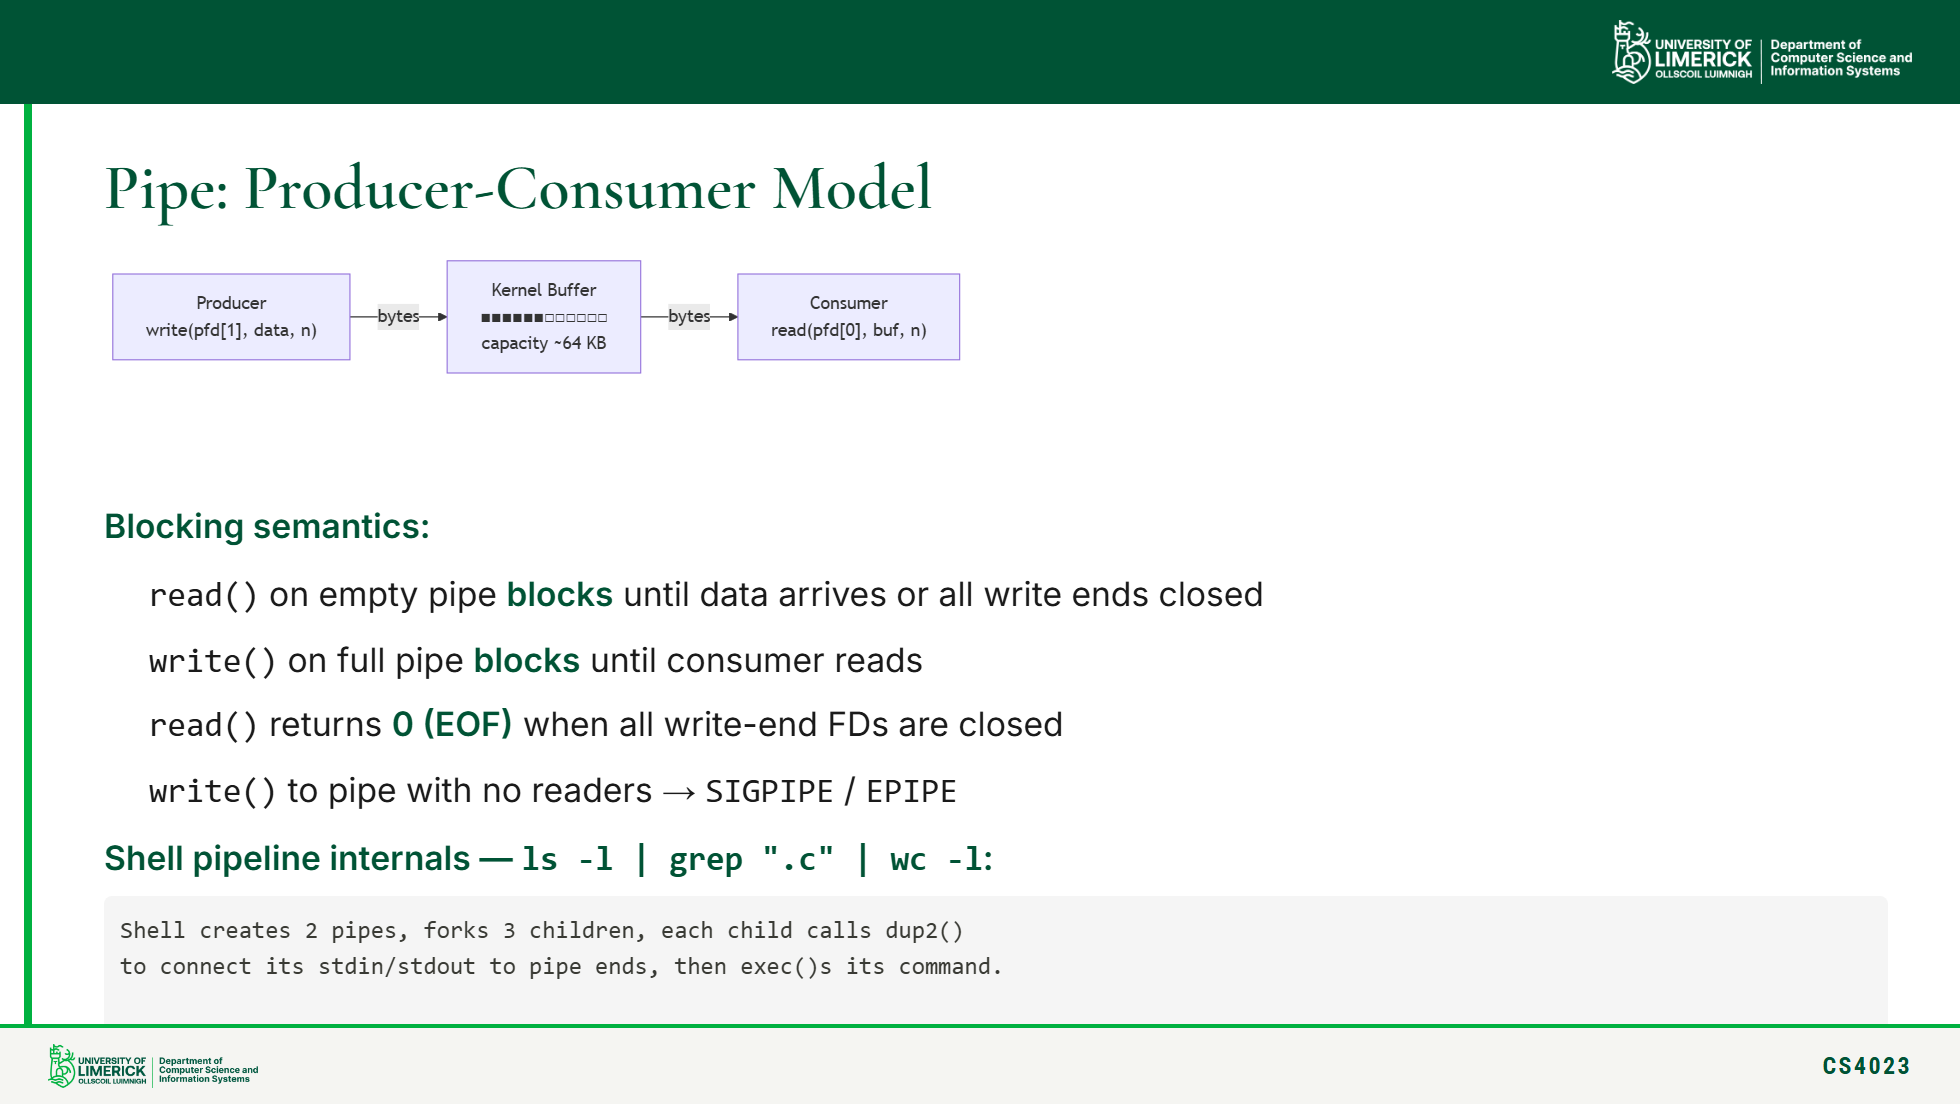 UNIVERSITY OF
LIMERICK
OLLSCOIL LUIMNIGH
Department of
Computer Science and
Information Systems
Pipe: Producer-Consumer Model
Producer
write(pfd[1], data, n)
bytes
Kernel Buffer
■■■■■■□□□□□□
capacity ~64 KB
bytes
Consumer
read(pfd[0], buf, n)
Blocking semantics:
read() on empty pipe blocks until data arrives or all write ends closed
write() on full pipe blocks until consumer reads
read() returns 0 (EOF) when all write-end FDs are closed
write() to pipe with no readers → SIGPIPE / EPIPE
Shell pipeline internals — ls -l | grep ".c" | wc -l:
Shell creates 2 pipes, forks 3 children, each child calls dup2()
to connect its stdin/stdout to pipe ends, then exec()s its command.
UNIVERSITY OF
LIMERICK
OLLSCOIL LUIMNIGH
Department of
Computer Science and
Information Systems
CS4023